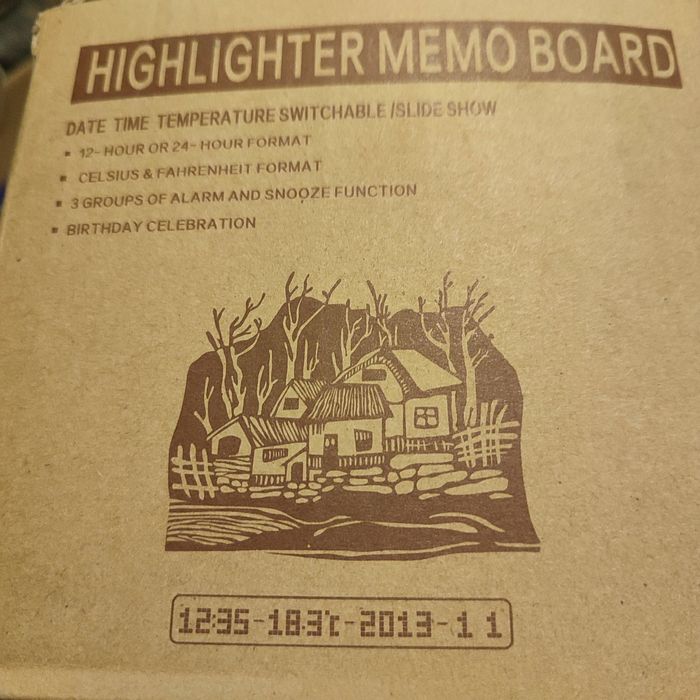 HIGHLIGHTER MEMO BOARD
DATE TIME TEMPERATURE SWITCHABLE /SLIDE SHOW
▪ 12- HOUR OR 24- HOUR FORMAT
▪ CELSIUS & FAHRENHEIT FORMAT
▪ 3 GROUPS OF ALARM AND SNOOZE FUNCTION
▪ BIRTHDAY CELEBRATION
12:35-18.3℃-2013-1 1